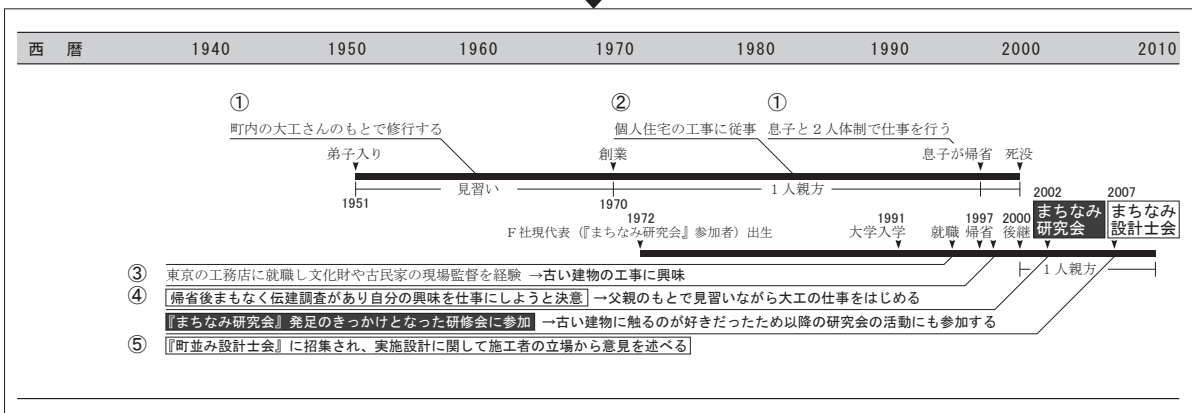 西 暦 1940 1950 1960 1970 1980 1990 2000 2010
① ② ①
町内の大工さんのもとで修行する 個人住宅の工事に従事 息子と2人体制で仕事を行う
弟子入り 創業 息子が帰省 死没
見習い 1人親方
1951 1970
2002 2007
まちなみ研究会 まちなみ設計士会
1972 1991 1997 2000
F社現代表(『まちなみ研究会』参加者)出生 大学入学 就職 帰省 後継
1人親方
③ 東京の工務店に就職し文化財や古民家の現場監督を経験 →古い建物の工事に興味
④ 帰省後まもなく伝建調査があり自分の興味を仕事にしようと決意 →父親のもとで見習いながら大工の仕事をはじめる
『まちなみ研究会』発足のきっかけとなった研修会に参加 →古い建物に触るのが好きだったため以降の研究会の活動にも参加する
⑤ 『町並み設計士会』に招集され、実施設計に関して施工者の立場から意見を述べる